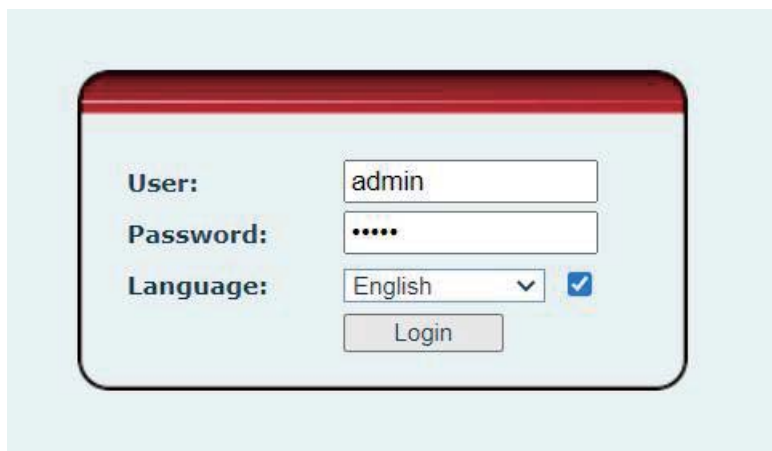 User: admin
Password: •••••
Language: English
Login